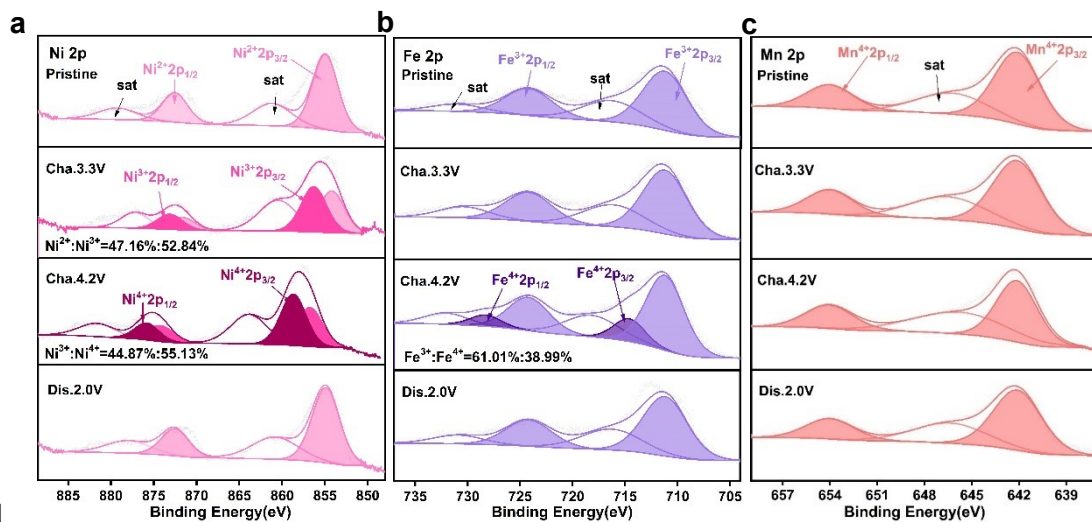 a
Ni 2p
Pristine
sat
Ni²⁺2p₁/₂
sat
Ni²⁺2p₃/₂
Cha.3.3V
Ni³⁺2p₁/₂
Ni³⁺2p₃/₂
Ni²⁺:Ni³⁺=47.16%:52.84%
Cha.4.2V
Ni⁴⁺2p₁/₂
Ni⁴⁺2p₃/₂
Ni³⁺:Ni⁴⁺=44.87%:55.13%
Dis.2.0V
885 880 875 870 865 860 855 850
Binding Energy(eV)
b
Fe 2p
Pristine
sat
Fe³⁺2p₁/₂
sat
Fe³⁺2p₃/₂
Cha.3.3V
Cha.4.2V
Fe⁴⁺2p₁/₂
Fe⁴⁺2p₃/₂
Fe³⁺:Fe⁴⁺=61.01%:38.99%
Dis.2.0V
735 730 725 720 715 710 705
Binding Energy(eV)
c
Mn 2p
Pristine
Mn⁴⁺2p₁/₂
sat
Mn⁴⁺2p₃/₂
Cha.3.3V
Cha.4.2V
Dis.2.0V
657 654 651 648 645 642 639
Binding Energy(eV)